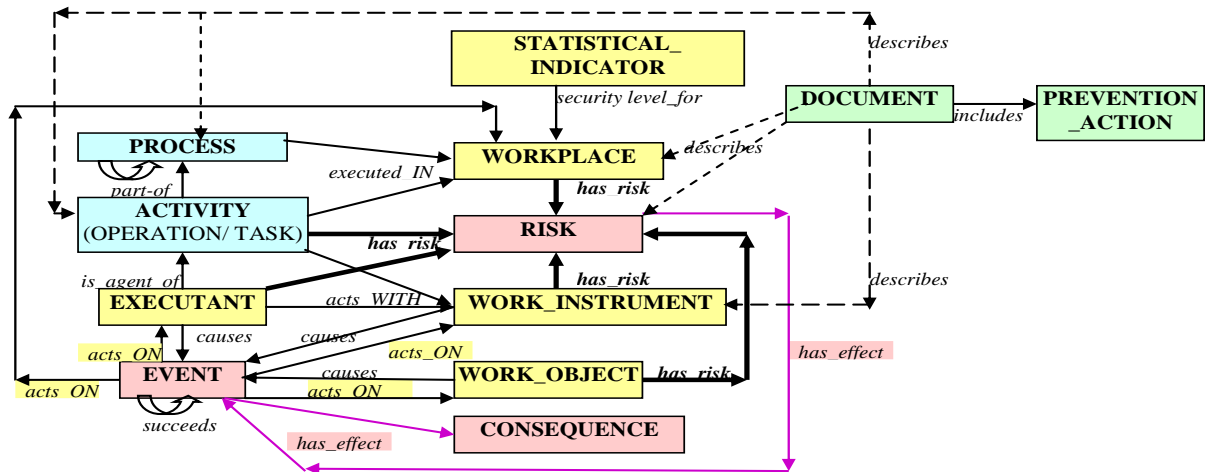 describes
STATISTICAL_
INDICATOR
security level_for
DOCUMENT
includes
PREVENTION
_ACTION
PROCESS
part-of
executed_IN
WORKPLACE
describes
has_risk
ACTIVITY
(OPERATION/ TASK)
has_risk
RISK
is_agent_of
has_risk
describes
EXECUTANT
acts_WITH
WORK_INSTRUMENT
causes
causes
acts_ON
acts_ON
has_effect
EVENT
causes
WORK_OBJECT
has_risk
acts_ON
acts_ON
succeeds
has_effect
CONSEQUENCE